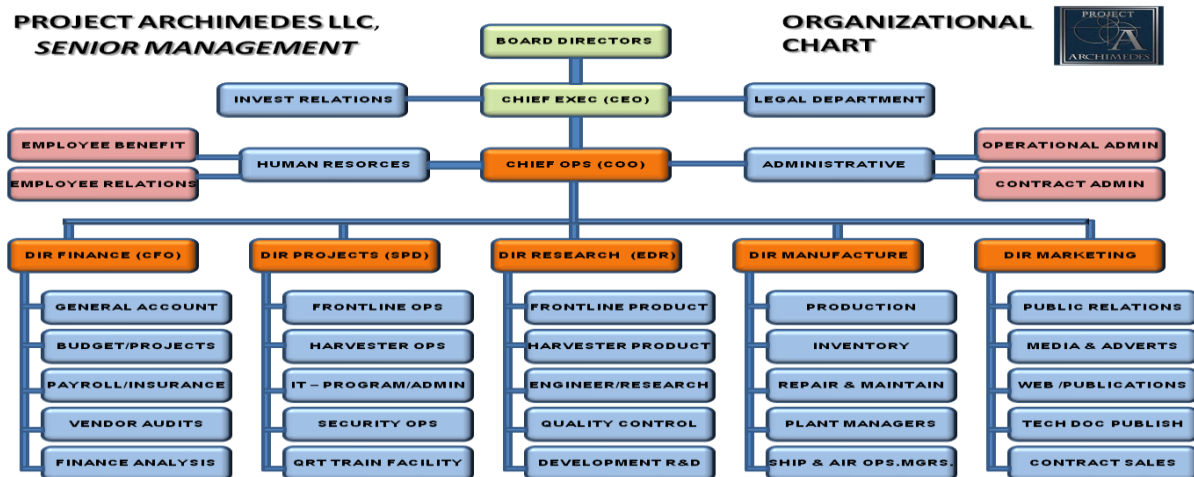 PROJECT ARCHIMEDES LLC,
SENIOR MANAGEMENT
ORGANIZATIONAL
CHART
PROJECT
A
ARCHIMEDES
BOARD DIRECTORS
INVEST RELATIONS
CHIEF EXEC (CEO)
LEGAL DEPARTMENT
EMPLOYEE BENEFIT
EMPLOYEE RELATIONS
HUMAN RESORCES
CHIEF OPS (COO)
ADMINISTRATIVE
OPERATIONAL ADMIN
CONTRACT ADMIN
DIR FINANCE (CFO)
GENERAL ACCOUNT
BUDGET/PROJECTS
PAYROLL/INSURANCE
VENDOR AUDITS
FINANCE ANALYSIS
DIR PROJECTS (SPD)
FRONTLINE OPS
HARVESTER OPS
IT – PROGRAM/ADMIN
SECURITY OPS
QRT TRAIN FACILITY
DIR RESEARCH (EDR)
FRONTLINE PRODUCT
HARVESTER PRODUCT
ENGINEER/RESEARCH
QUALITY CONTROL
DEVELOPMENT R&D
DIR MANUFACTURE
PRODUCTION
INVENTORY
REPAIR & MAINTAIN
PLANT MANAGERS
SHIP & AIR OPS.MGRS.
DIR MARKETING
PUBLIC RELATIONS
MEDIA & ADVERTS
WEB /PUBLICATIONS
TECH DOC PUBLISH
CONTRACT SALES